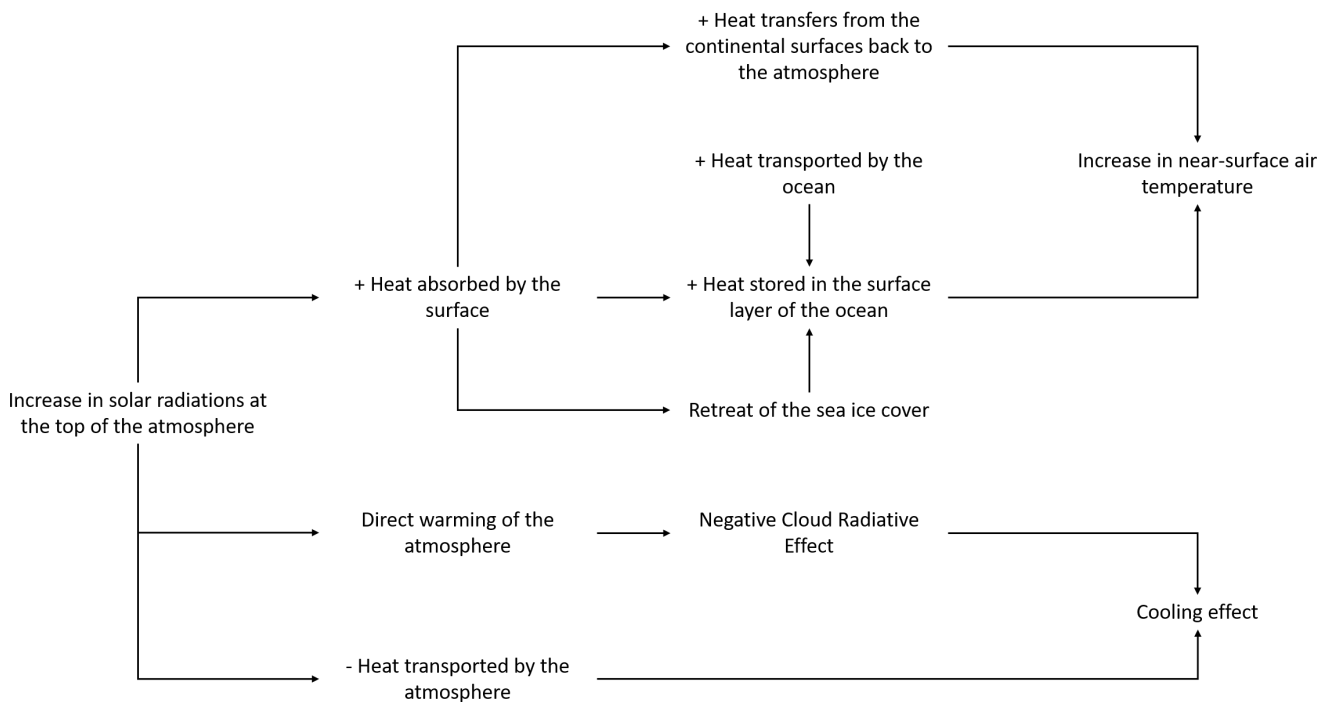 + Heat transfers from the
continental surfaces back to
the atmosphere
+ Heat transported by the
ocean
Increase in near-surface air
temperature
+ Heat absorbed by the
surface
+ Heat stored in the surface
layer of the ocean
Increase in solar radiations at
the top of the atmosphere
Retreat of the sea ice cover
Direct warming of the
atmosphere
Negative Cloud Radiative
Effect
Cooling effect
- Heat transported by the
atmosphere